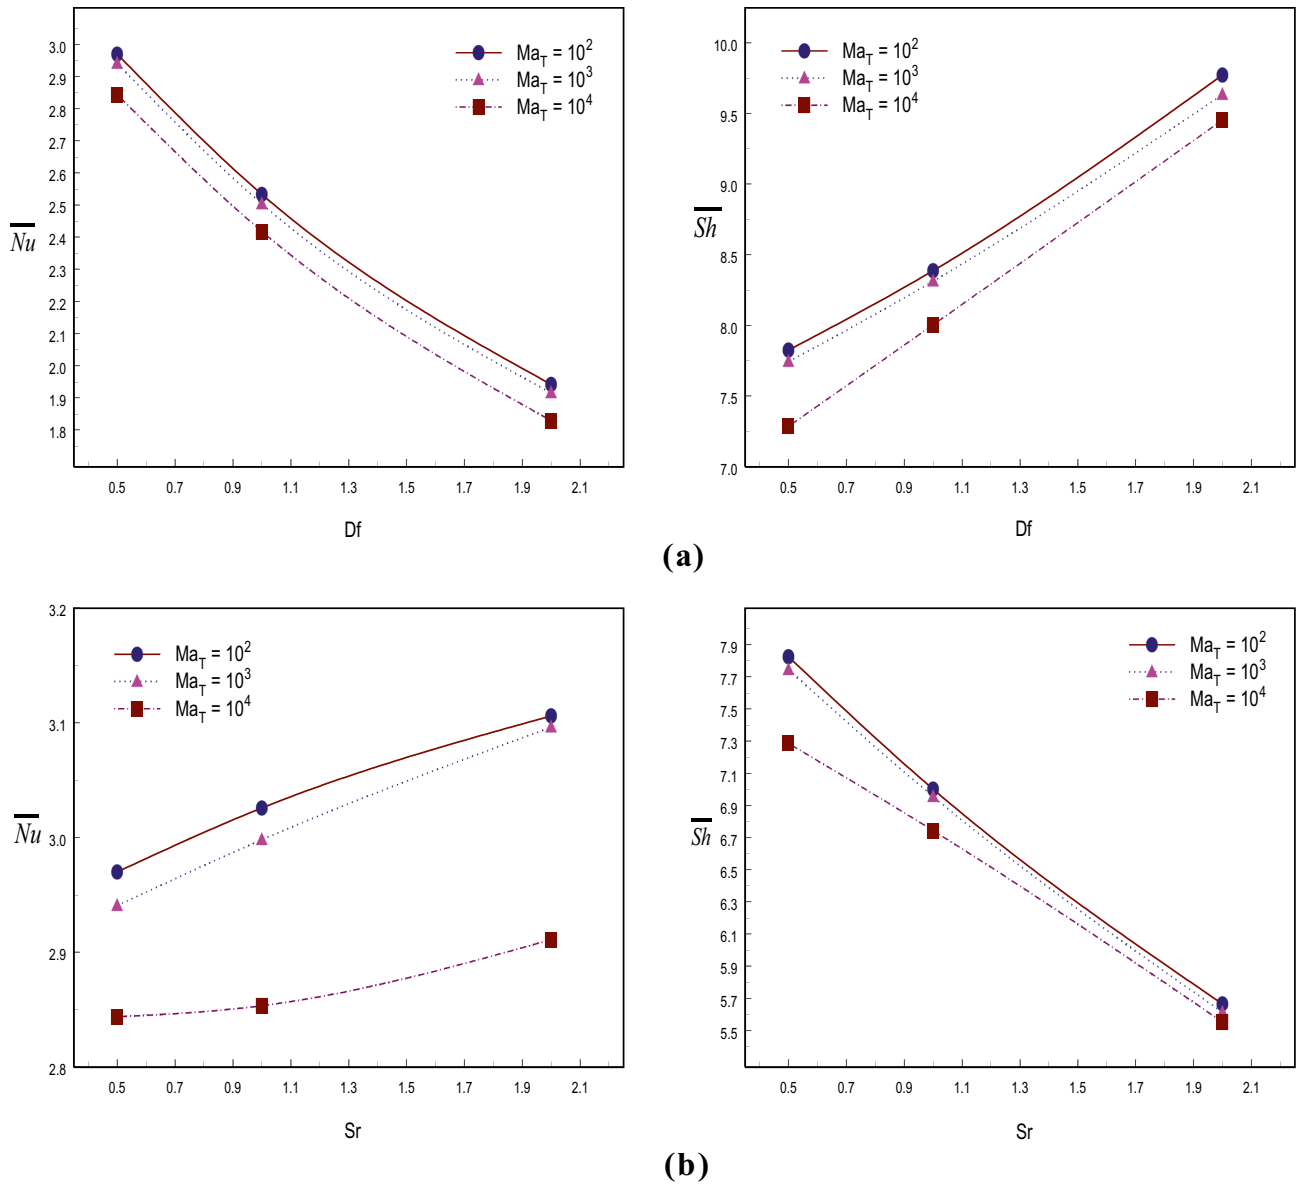 3.0
2.9
2.8
2.7
2.6
2.5
2.4
2.3
2.2
2.1
2.0
1.9
1.8
Nu
Ma_T = 10^2
Ma_T = 10^3
Ma_T = 10^4
0.5 0.7 0.9 1.1 1.3 1.5 1.7 1.9 2.1
Df
10.0
9.5
9.0
8.5
8.0
7.5
7.0
Sh
Ma_T = 10^2
Ma_T = 10^3
Ma_T = 10^4
0.5 0.7 0.9 1.1 1.3 1.5 1.7 1.9 2.1
Df
(a)
3.2
3.1
3.0
2.9
2.8
Nu
Ma_T = 10^2
Ma_T = 10^3
Ma_T = 10^4
0.5 0.7 0.9 1.1 1.3 1.5 1.7 1.9 2.1
Sr
7.9
7.7
7.5
7.3
7.1
6.9
6.7
6.5
6.3
6.1
5.9
5.7
5.5
Sh
Ma_T = 10^2
Ma_T = 10^3
Ma_T = 10^4
0.5 0.7 0.9 1.1 1.3 1.5 1.7 1.9 2.1
Sr
(b)